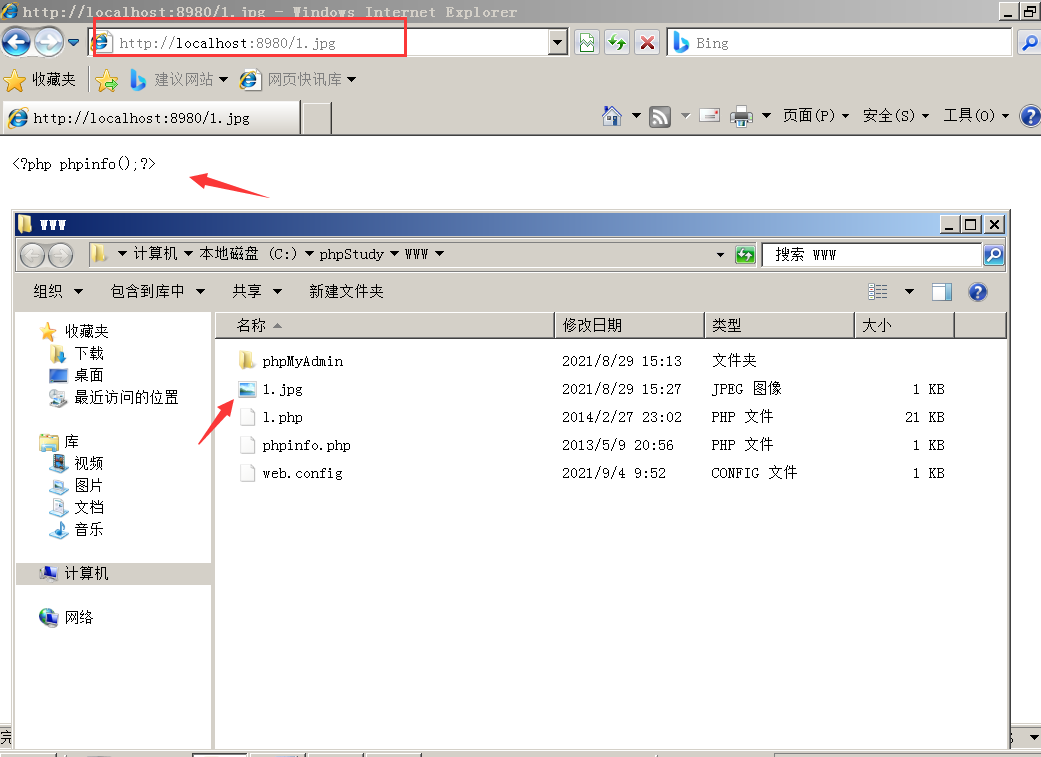 http://localhost:8980/1.jpg - Windows Internet Explorer
http://localhost:8980/1.jpg
Bing
收藏夹 建议网站 网页快讯库
http://localhost:8980/1.jpg 页面(P) 安全(S) 工具(O)
<?php phpinfo();?>
WWW
计算机 本地磁盘 (C:) phpStudy WWW 搜索 WWW
组织 包含到库中 共享 新建文件夹
名称 修改日期 类型 大小
收藏夹
下载
桌面
最近访问的位置
库
视频
图片
文档
音乐
计算机
网络
phpMyAdmin 2021/8/29 15:13 文件夹
1.jpg 2021/8/29 15:27 JPEG 图像 1 KB
l.php 2014/2/27 23:02 PHP 文件 21 KB
phpinfo.php 2013/5/9 20:56 PHP 文件 1 KB
web.config 2021/9/4 9:52 CONFIG 文件 1 KB